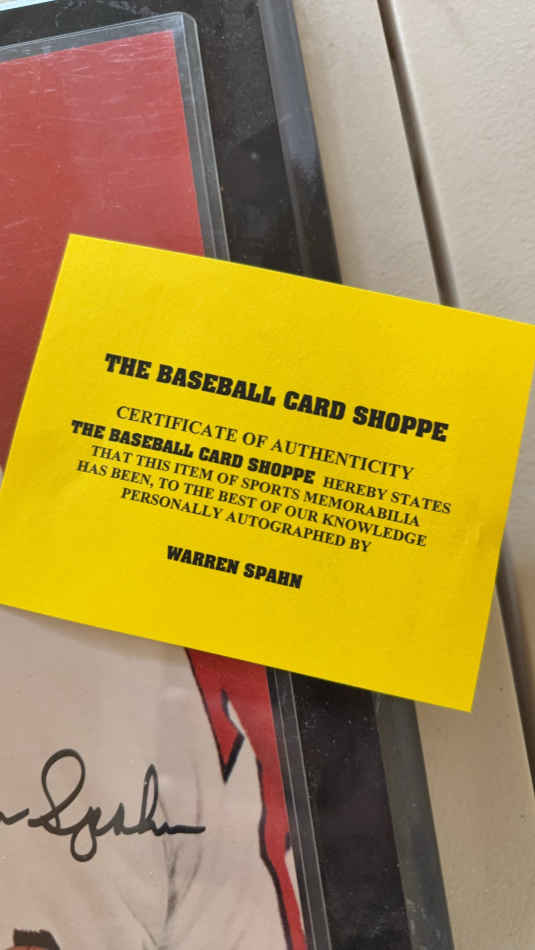 THE BASEBALL CARD SHOPPE
CERTIFICATE OF AUTHENTICITY
THE BASEBALL CARD SHOPPE HEREBY STATES
THAT THIS ITEM OF SPORTS MEMORABILIA
HAS BEEN, TO THE BEST OF OUR KNOWLEDGE
PERSONALLY AUTOGRAPHED BY
WARREN SPAHN
Spahn